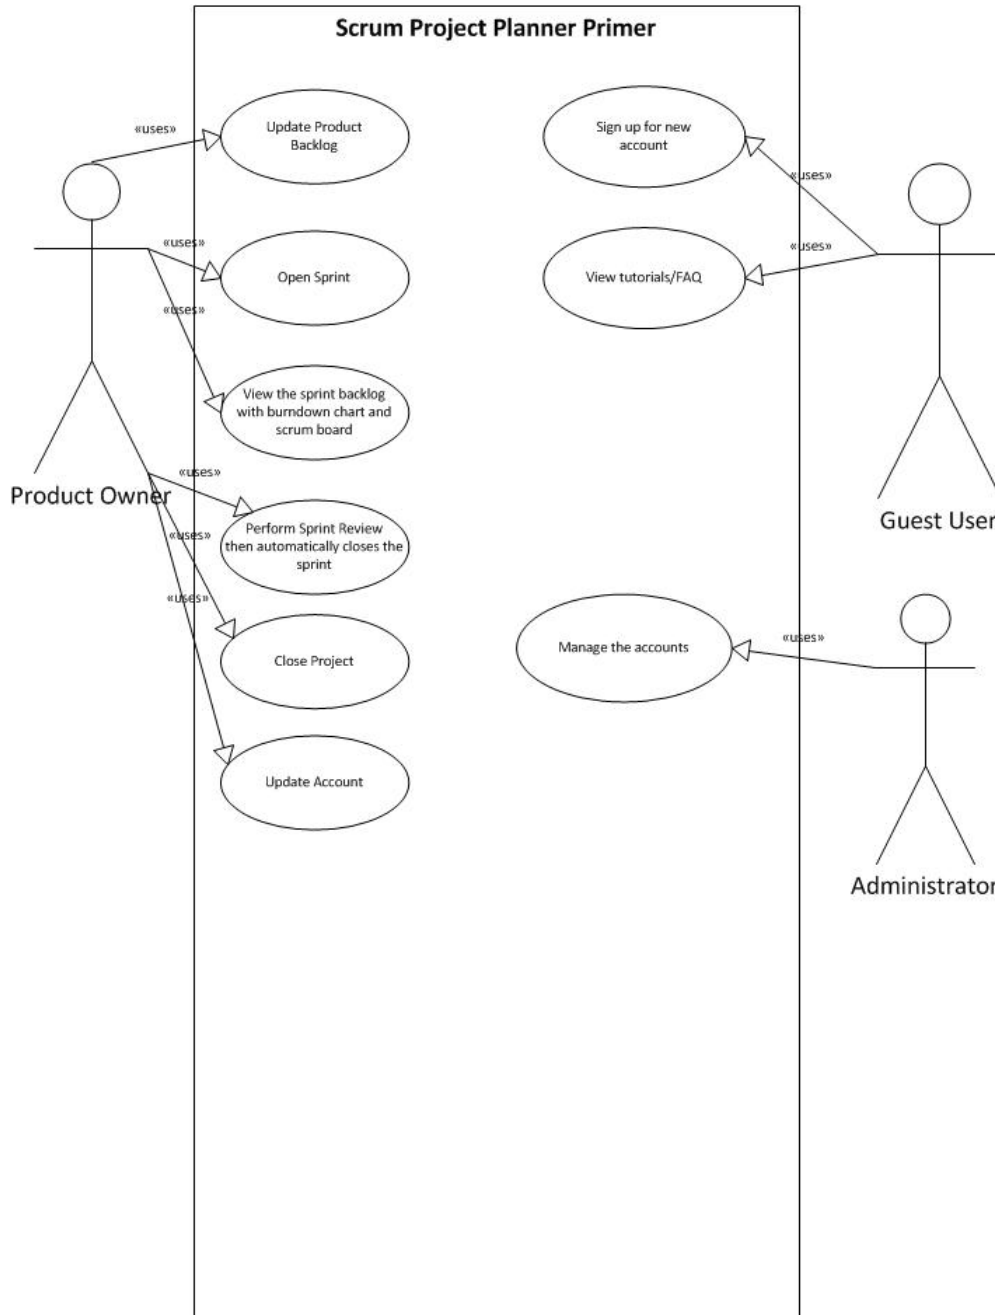 Scrum Project Planner Primer
«uses»
Update Product
Backlog
«uses»
Open Sprint
«uses»
View the sprint backlog
with burndown chart and
scrum board
Product Owner
«uses»
Perform Sprint Review
then automatically closes the
sprint
«uses»
«uses»
Close Project
Update Account
Sign up for new
account
«uses»
«uses»
View tutorials/FAQ
Guest User
Manage the accounts
«uses»
Administrator